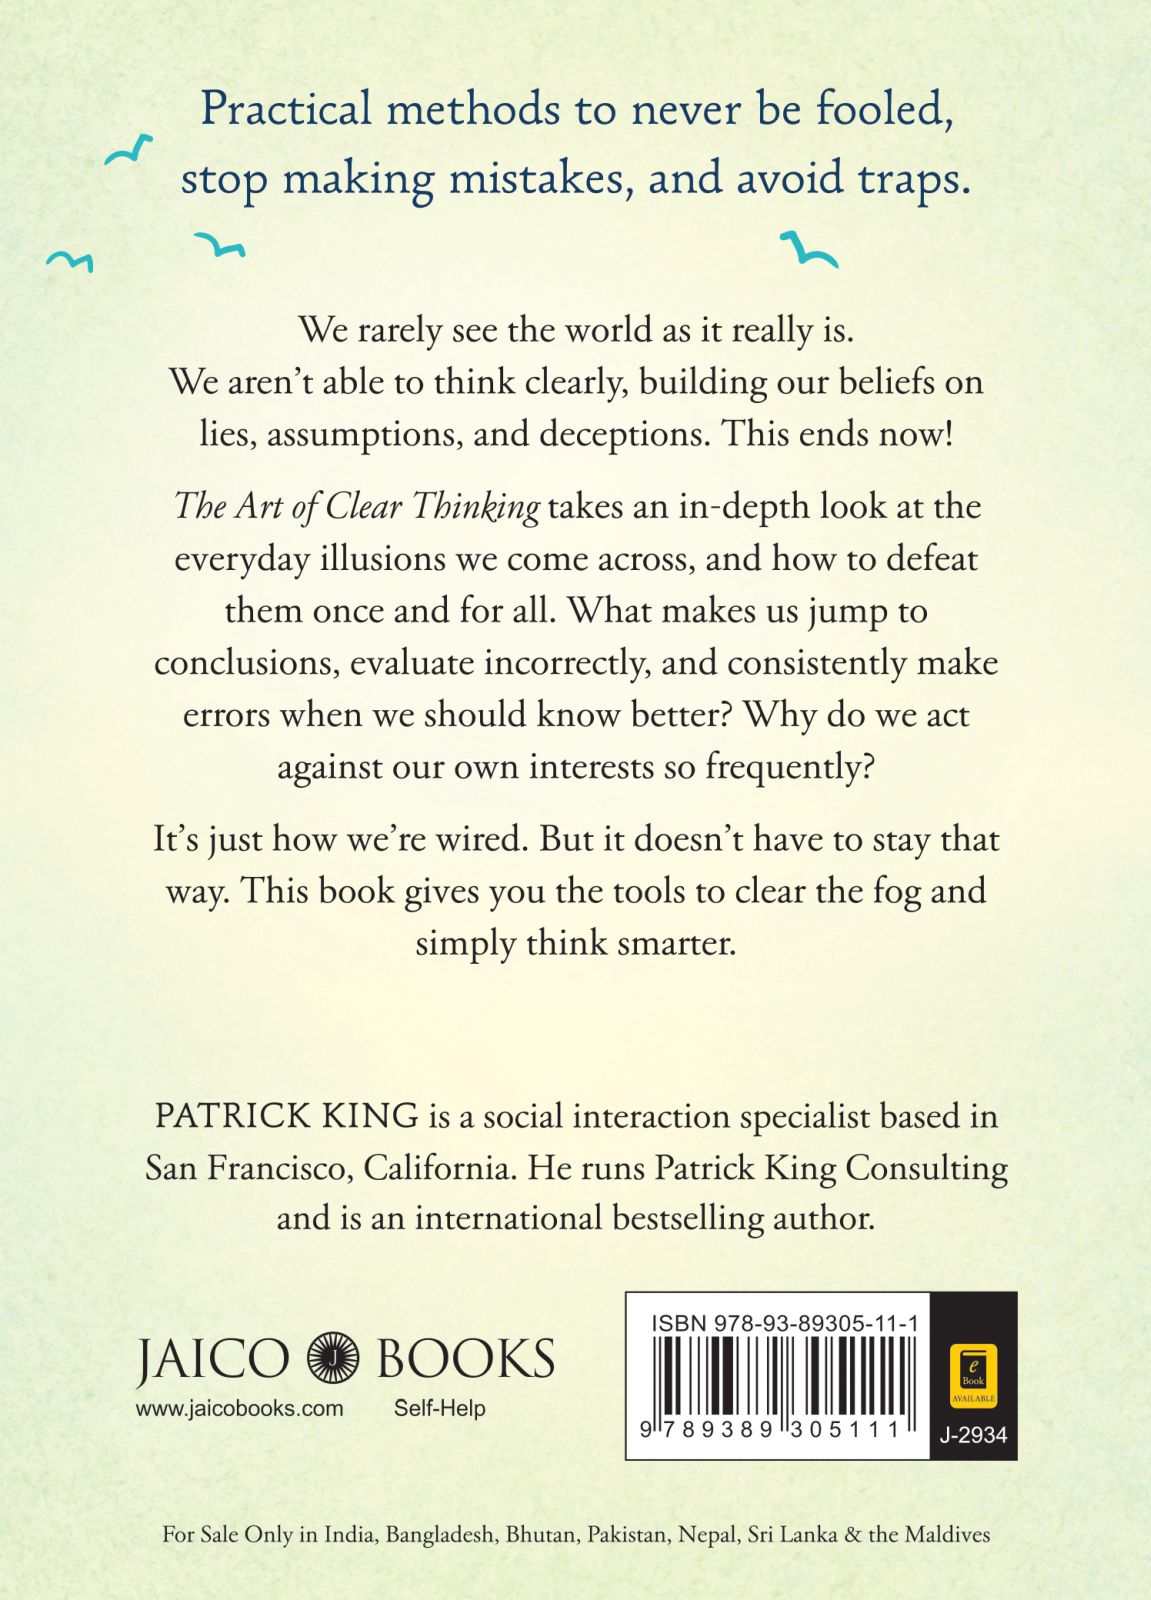 Practical methods to never be fooled,
stop making mistakes, and avoid traps.
We rarely see the world as it really is.
We aren't able to think clearly, building our beliefs on
lies, assumptions, and deceptions. This ends now!
The Art of Clear Thinking takes an in-depth look at the
everyday illusions we come across, and how to defeat
them once and for all. What makes us jump to
conclusions, evaluate incorrectly, and consistently make
errors when we should know better? Why do we act
against our own interests so frequently?
It's just how we're wired. But it doesn't have to stay that
way. This book gives you the tools to clear the fog and
simply think smarter.
PATRICK KING is a social interaction specialist based in
San Francisco, California. He runs Patrick King Consulting
and is an international bestselling author.
JAICO J BOOKS
www.jaicobooks.com Self-Help
ISBN 978-93-89305-11-1
9 789389 305111
e
Book
AVAILABLE
J-2934
For Sale Only in India, Bangladesh, Bhutan, Pakistan, Nepal, Sri Lanka & the Maldives